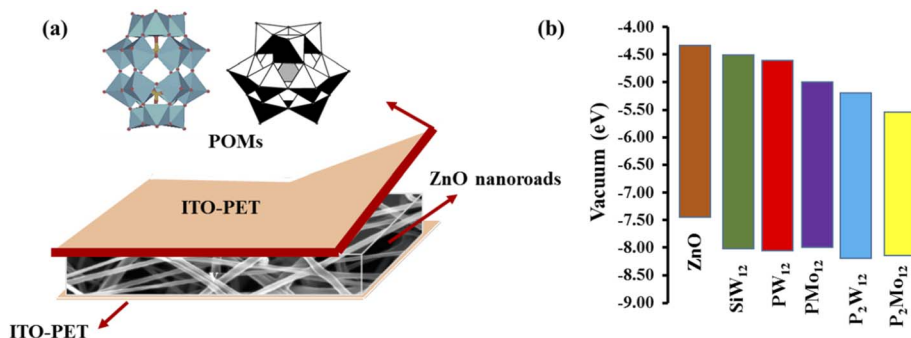 (a)
POMs
ITO-PET
ZnO nanoroads
ITO-PET
(b)
Vacuum (eV)
-4.00
-4.50
-5.00
-5.50
-6.00
-6.50
-7.00
-7.50
-8.00
-8.50
-9.00
ZnO
SiW₁₂
PW₁₂
PMo₁₂
P₂W₁₂
P₂Mo₁₂